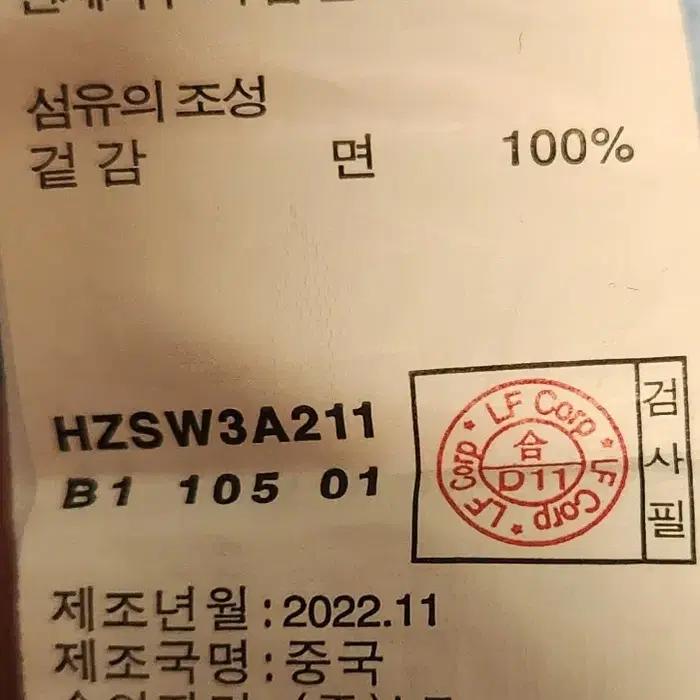 섬유의 조성
겉 감 면 100%
HZSW3A211
B1 105 01
LF Corp * LF Corp * LF Corp *
合
D11
검사필
제조년월 : 2022.11
제조국명 : 중국